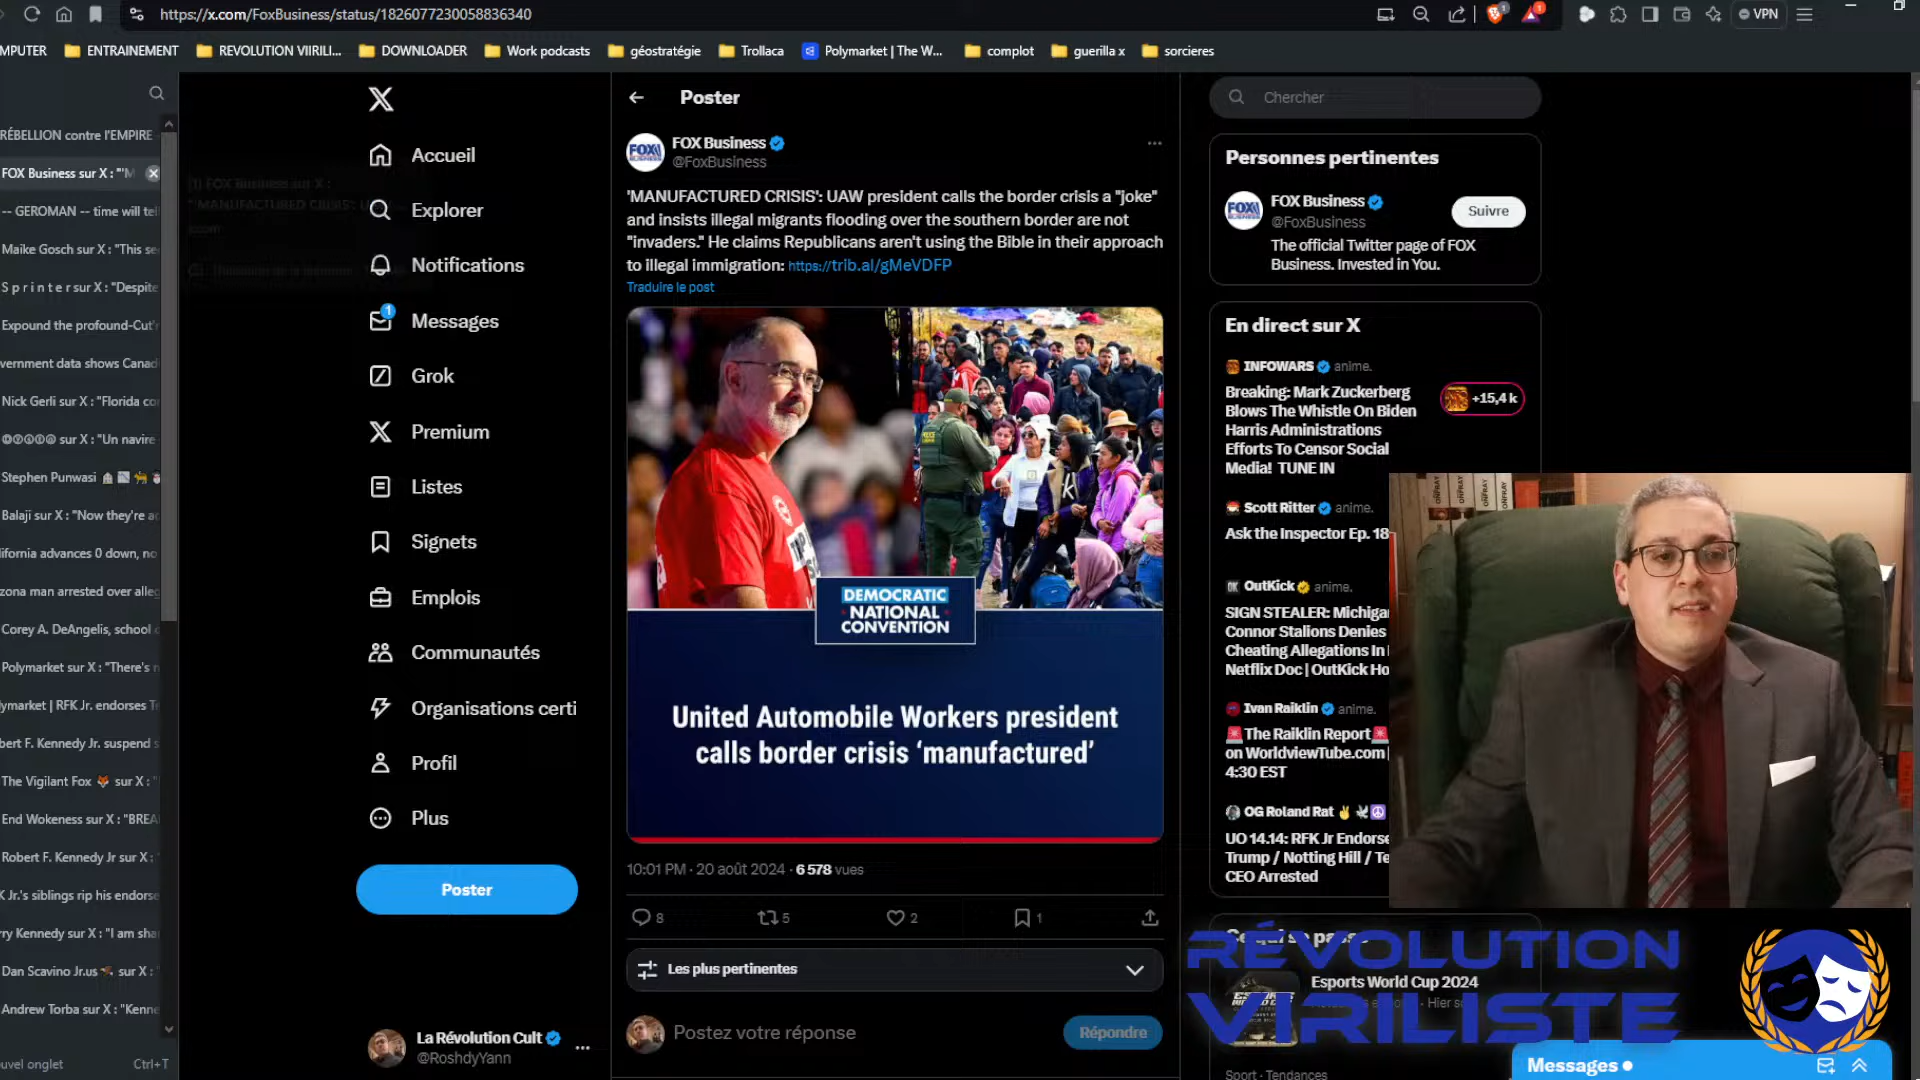 https://x.com/FoxBusiness/status/1826077230058836340
VPN
MPUTER
ENTRAINEMENT
REVOLUTION VIIRILI...
DOWNLOADER
Work podcasts
géostratégie
Trollaca
Polymarket | The W...
complot
guerilla x
sorcieres
RÉBELLION contre l'EMPIRE
FOX Business sur X : "'M
-- GEROMAN -- time will tel
Maike Gosch sur X : "This se
S p r i n t e r sur X : "Despite
Expound the profound-Cut'r
vernment data shows Canad
Nick Gerli sur X : "Florida co
sur X : "Un navire
Stephen Punwasi
Balaji sur X : "Now they're a
lifornia advances 0 down, no
zona man arrested over alle
Corey A. DeAngelis, school c
Polymarket sur X : "There's r
lymarket | RFK Jr. endorses T
bert F. Kennedy Jr. suspend s
The Vigilant Fox 🦊 sur X : "
End Wokeness sur X : "BREA
Robert F. Kennedy Jr sur X :
K Jr.'s siblings rip his endorse
rry Kennedy sur X : "I am sha
Dan Scavino Jr.us sur X :
Andrew Torba sur X : "Kenne
uvel onglet
Ctrl+T
Accueil
Explorer
Notifications
1
Messages
Grok
Premium
Listes
Signets
Emplois
Communautés
Organisations certi
Profil
Plus
Poster
La Révolution Cult
@RoshdyYann
Poster
FOX Business
@FoxBusiness
'MANUFACTURED CRISIS': UAW president calls the border crisis a "joke"
and insists illegal migrants flooding over the southern border are not
"invaders." He claims Republicans aren't using the Bible in their approach
to illegal immigration: https://trib.al/gMeVDFP
Traduire le post
DEMOCRATIC
NATIONAL
CONVENTION
United Automobile Workers president
calls border crisis ‘manufactured’
10:01 PM · 20 août 2024 · 6 578 vues
8
5
2
1
Les plus pertinentes
Postez votre réponse
Répondre
Chercher
Personnes pertinentes
FOX Business
@FoxBusiness
Suivre
The official Twitter page of FOX
Business. Invested in You.
En direct sur X
INFOWARS anime.
Breaking: Mark Zuckerberg
Blows The Whistle On Biden
Harris Administrations
Efforts To Censor Social
Media! TUNE IN
+15,4 k
Scott Ritter anime.
Ask the Inspector Ep. 18
OutKick anime.
SIGN STEALER: Michigan
Connor Stalions Denies
Cheating Allegations In
Netflix Doc | OutKick Ho
Ivan Raiklin anime.
🚨The Raiklin Report🚨
on WorldviewTube.com |
4:30 EST
OG Roland Rat
UO 14.14: RFK Jr Endorse
Trump / Notting Hill / Te
CEO Arrested
Ce qui se passe
Esports World Cup 2024
Sport · Tendances
RÉVOLUTION
VIRILISTE
Messages